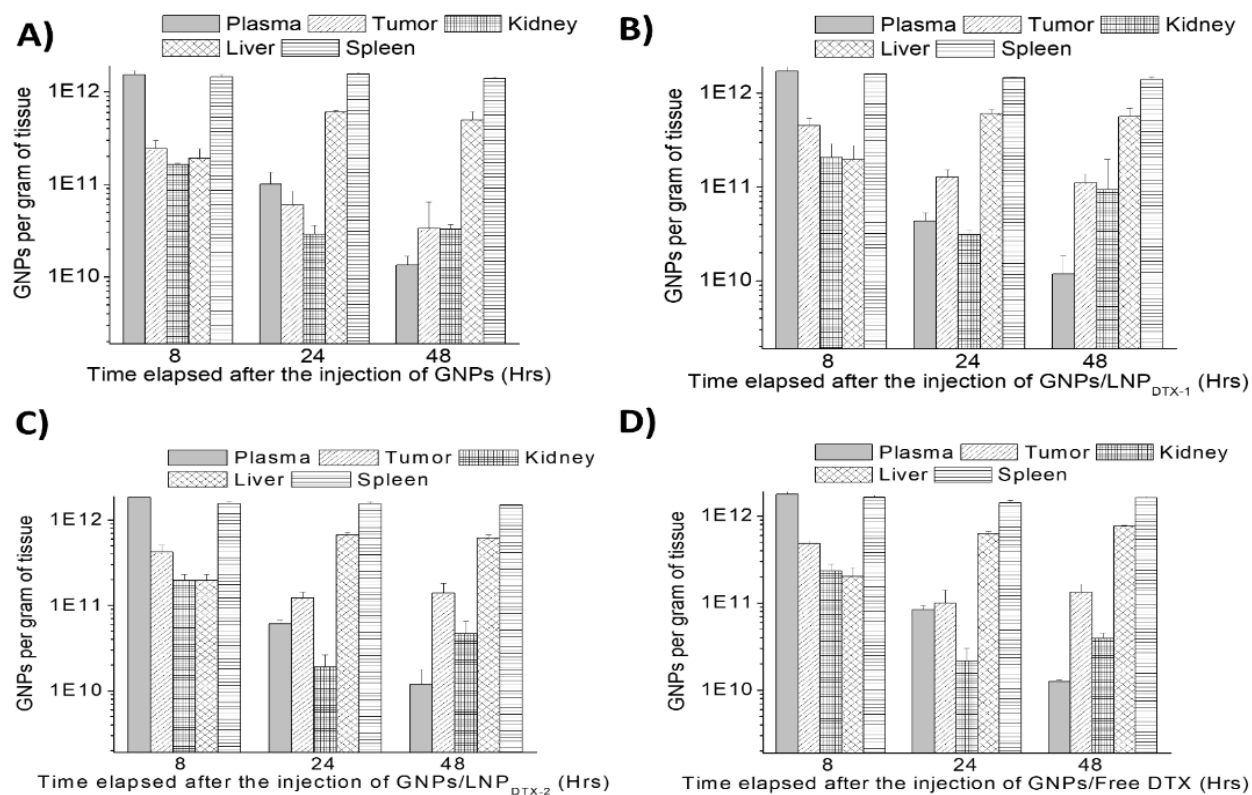 A)
Plasma Tumor Kidney
Liver Spleen
GNPs per gram of tissue
1E12
1E11
1E10
8 24 48
Time elapsed after the injection of GNPs (Hrs)
B)
Plasma Tumor Kidney
Liver Spleen
GNPs per gram of tissue
1E12
1E11
1E10
8 24 48
Time elapsed after the injection of GNPs/LNP DTX-1 (Hrs)
C)
Plasma Tumor Kidney
Liver Spleen
GNPs per gram of tissue
1E12
1E11
1E10
8 24 48
Time elapsed after the injection of GNPs/LNP DTX-2 (Hrs)
D)
Plasma Tumor Kidney
Liver Spleen
GNPs per gram of tissue
1E12
1E11
1E10
8 24 48
Time elapsed after the injection of GNPs/Free DTX (Hrs)